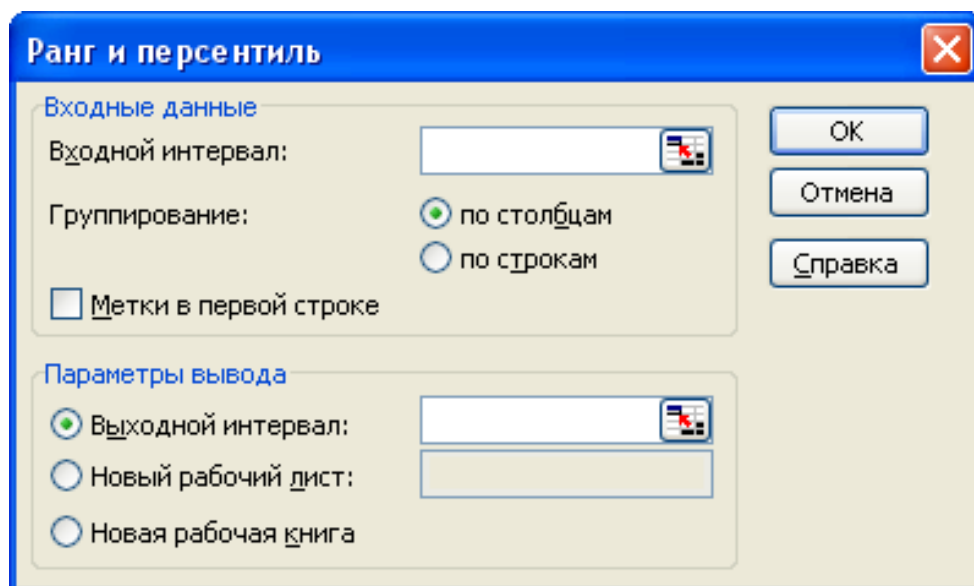 Ранг и персентиль
Входные данные
Входной интервал:
Группирование:
по столбцам
по строкам
Метки в первой строке
ОК
Отмена
Справка
Параметры вывода
Выходной интервал:
Новый рабочий лист:
Новая рабочая книга